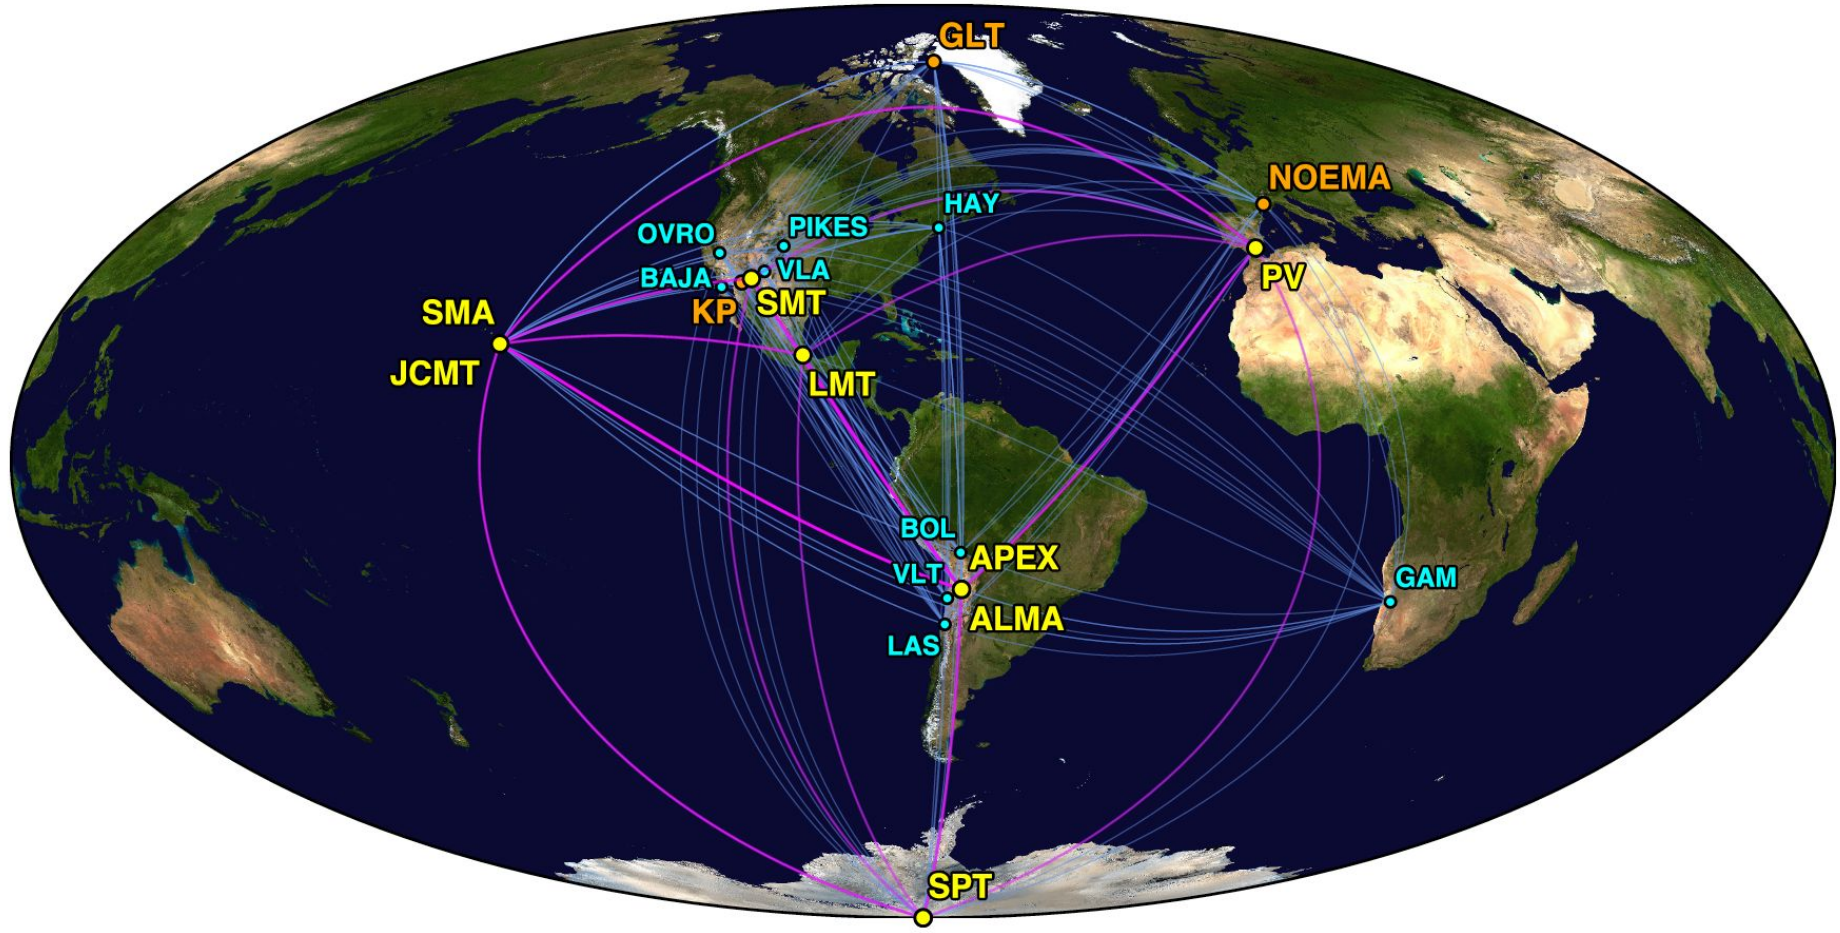 GLT
NOEMA
HAY
PIKES
OVRO
PV
VLA
BAJA
SMT
KP
SMA
JCMT
LMT
BOL
APEX
VLT
GAM
ALMA
LAS
SPT